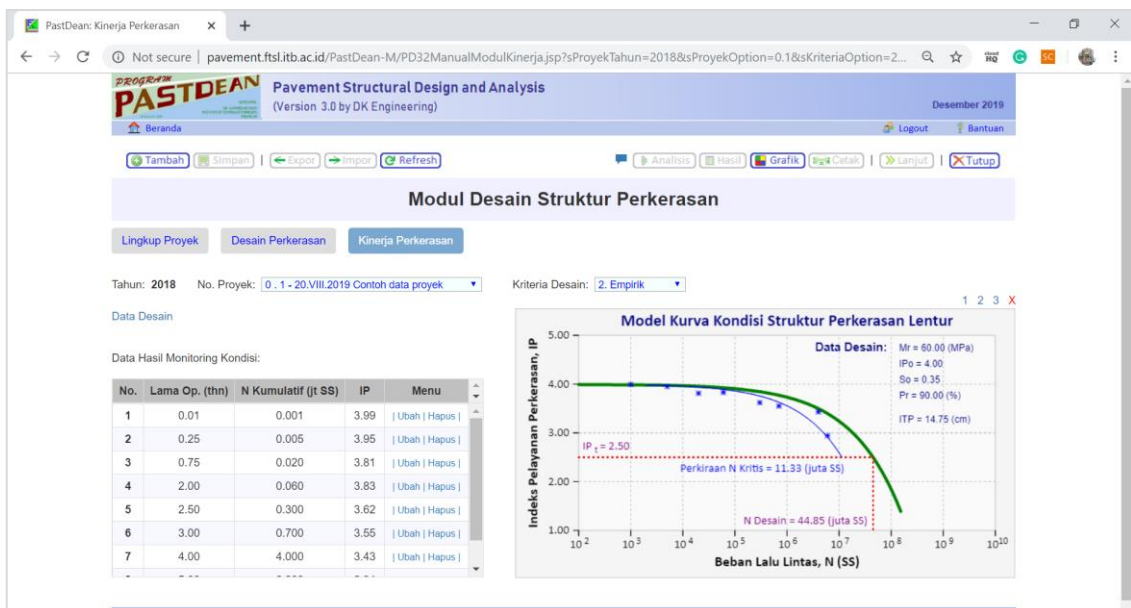 PastDean: Kinerja Perkerasan
Not secure | pavement.ftsl.itb.ac.id/PastDean-M/PD32ManualModulKinerja.jsp?sProyekTahun=2018&sProyekOption=0.1&sKriteriaOption=2...
PROGRAM
PASTDEAN
Pavement Structural Design and Analysis
(Version 3.0 by DK Engineering)
Desember 2019
Beranda
Logout
Bantuan
Tambah
Simpan
|
Expor
Impor
Refresh
Analisis
Hasil
Grafik
Cetak
|
Lanjut
|
Tutup
Modul Desain Struktur Perkerasan
Lingkup Proyek
Desain Perkerasan
Kinerja Perkerasan
Tahun: 2018
No. Proyek: 0 . 1 - 20.VIII.2019 Contoh data proyek
Kriteria Desain: 2. Empirik
1 2 3 X
Data Desain
Data Hasil Monitoring Kondisi:
No. Lama Op. (thn) N Kumulatif (jt SS) IP Menu
1 0.01 0.001 3.99 | Ubah | Hapus |
2 0.25 0.005 3.95 | Ubah | Hapus |
3 0.75 0.020 3.81 | Ubah | Hapus |
4 2.00 0.060 3.83 | Ubah | Hapus |
5 2.50 0.300 3.62 | Ubah | Hapus |
6 3.00 0.700 3.55 | Ubah | Hapus |
7 4.00 4.000 3.43 | Ubah | Hapus |
Model Kurva Kondisi Struktur Perkerasan Lentur
Data Desain: Mr = 60.00 (MPa)
IPo = 4.00
So = 0.35
Pr = 90.00 (%)
ITP = 14.75 (cm)
Indeks Pelayanan Perkerasan, IP
5.00
4.00
3.00
2.00
1.00
IP t = 2.50
Perkiraan N Kritis = 11.33 (juta SS)
N Desain = 44.85 (juta SS)
10² 10³ 10⁴ 10⁵ 10⁶ 10⁷ 10⁸ 10⁹ 10¹⁰
Beban Lalu Lintas, N (SS)